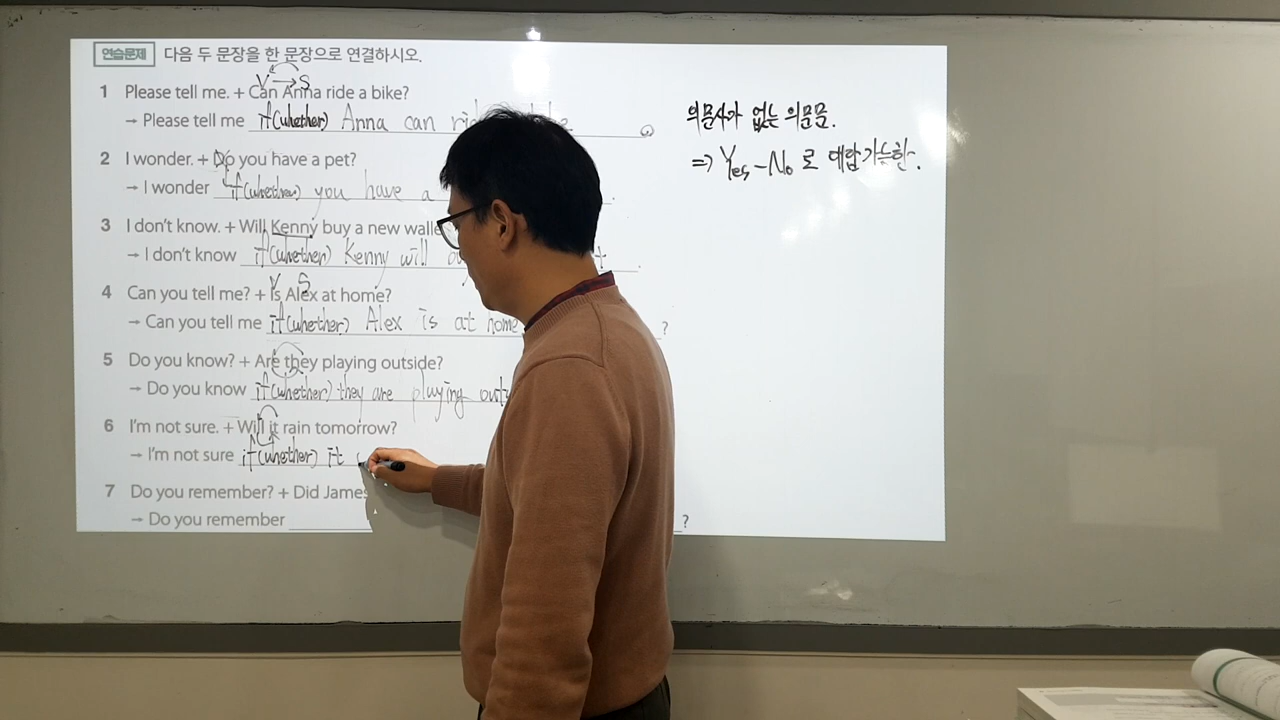 연습문제 다음 두 문장을 한 문장으로 연결하시오.
V → S
1 Please tell me. + Can Anna ride a bike?
→ Please tell me if(whether) Anna can
2 I wonder. + Do you have a pet?
→ I wonder if(whether) you have a
3 I don't know. + Will Kenny buy a new
→ I don't know if(whether) Kenny will
V S
4 Can you tell me? + Is Alex at home?
→ Can you tell me if(whether) Alex is at home ?
5 Do you know? + Are they playing outside?
→ Do you know if(whether) they are playing
6 I'm not sure. + Will it rain tomorrow?
→ I'm not sure if(whether) it
7 Do you remember? + Did James
→ Do you remember ?
의문사가 없는 의문문.
⇒ Yes-No 로 대답가능한.